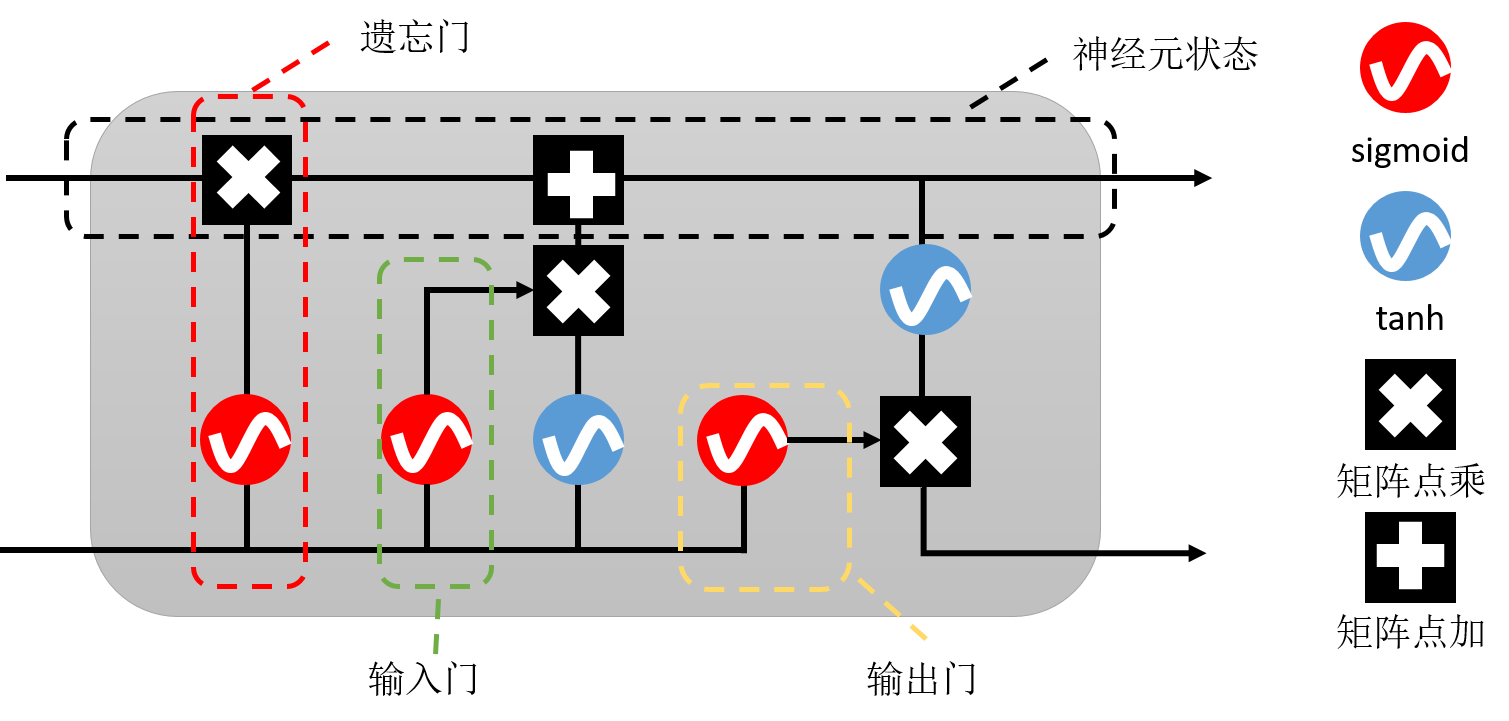 遗忘门
神经元状态
sigmoid
tanh
矩阵点乘
矩阵点加
输入门
输出门